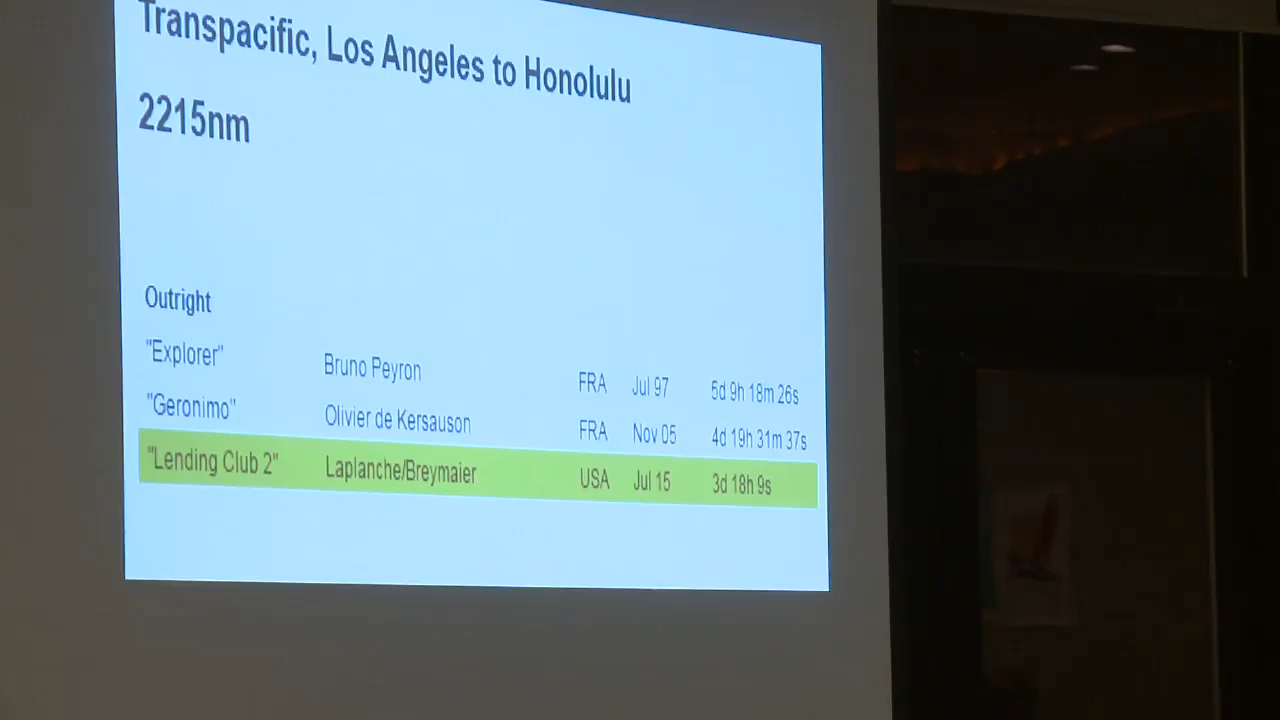 Transpacific, Los Angeles to Honolulu
2215nm
Outright
"Explorer" Bruno Peyron FRA Jul 97 5d 9h 18m 26s
"Geronimo" Olivier de Kersauson FRA Nov 05 4d 19h 31m 37s
"Lending Club 2" Laplanche/Breymaier USA Jul 15 3d 18h 9s